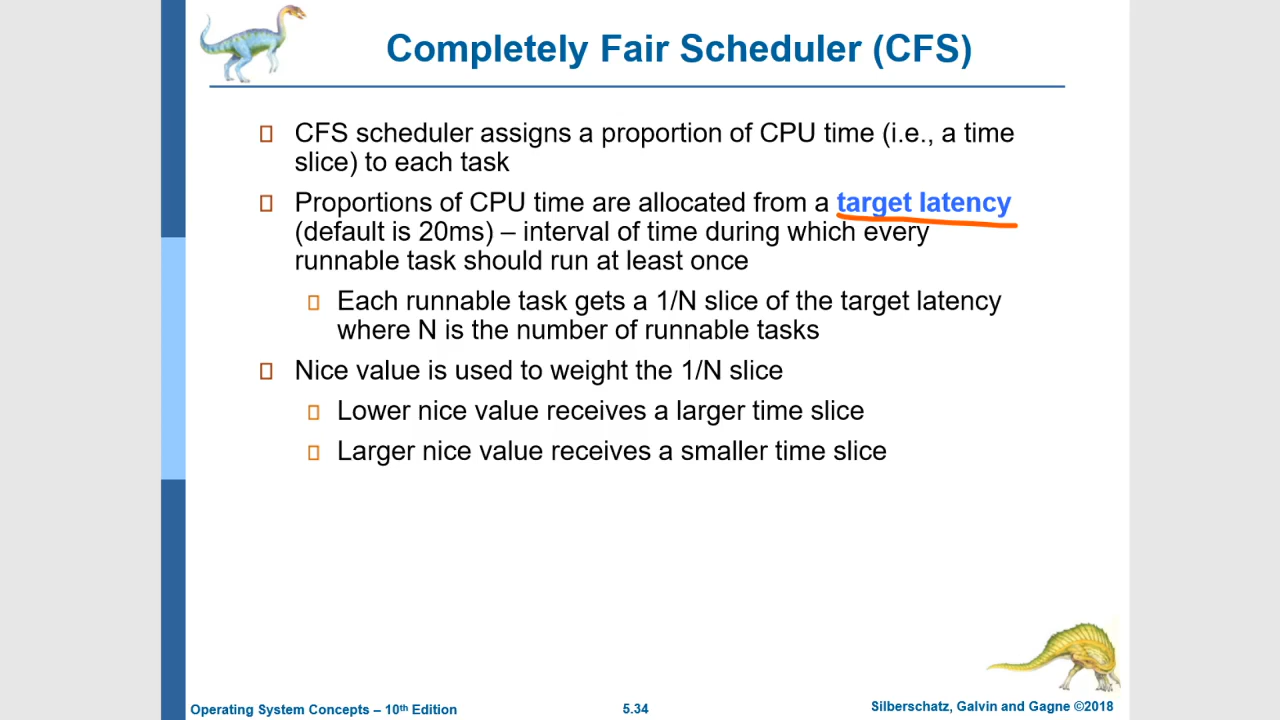 Completely Fair Scheduler (CFS)
CFS scheduler assigns a proportion of CPU time (i.e., a time
slice) to each task
Proportions of CPU time are allocated from a target latency
(default is 20ms) – interval of time during which every
runnable task should run at least once
Each runnable task gets a 1/N slice of the target latency
where N is the number of runnable tasks
Nice value is used to weight the 1/N slice
Lower nice value receives a larger time slice
Larger nice value receives a smaller time slice
Operating System Concepts – 10th Edition
5.34
Silberschatz, Galvin and Gagne ©2018